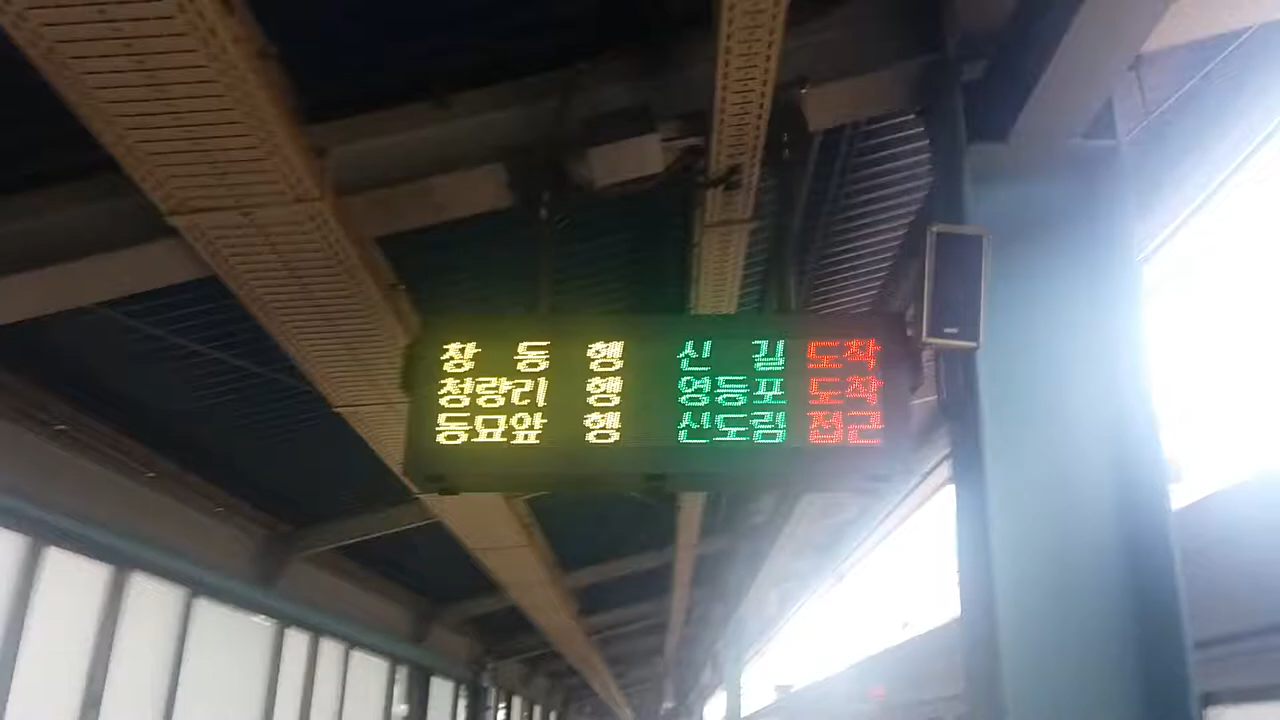 창 동 행 신 길 도착
청량리 행 영등포 도착
동묘앞 행 신도림 접근